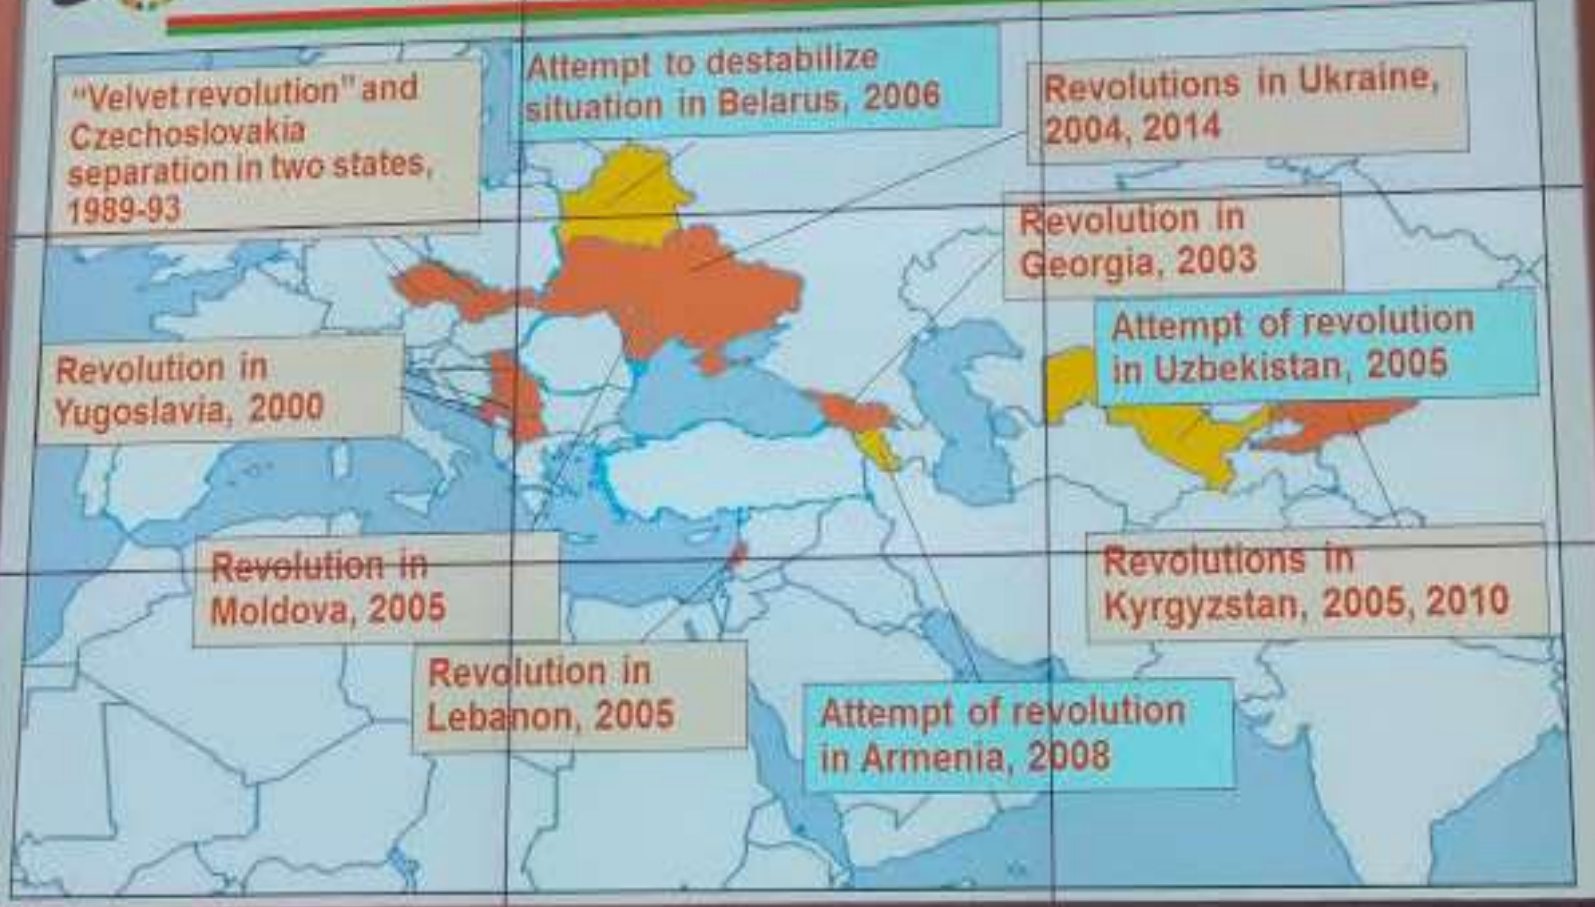 "Velvet revolution" and
Czechoslovakia
separation in two states,
1989-93
Attempt to destabilize
situation in Belarus, 2006
Revolutions in Ukraine,
2004, 2014
Revolution in
Georgia, 2003
Attempt of revolution
in Uzbekistan, 2005
Revolution in
Yugoslavia, 2000
Revolution in
Moldova, 2005
Revolutions in
Kyrgyzstan, 2005, 2010
Revolution in
Lebanon, 2005
Attempt of revolution
in Armenia, 2008